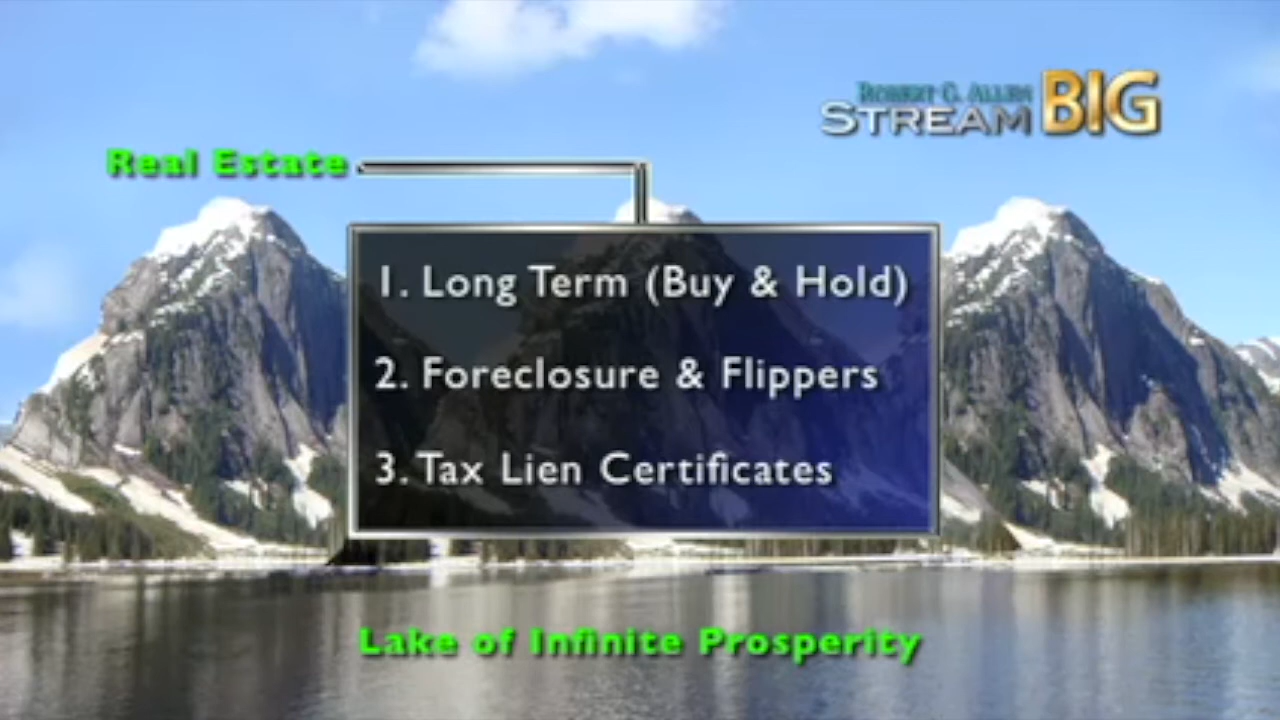 ROBERT G. ALLEN
STREAM BIG
Real Estate
1. Long Term (Buy & Hold)
2. Foreclosure & Flippers
3. Tax Lien Certificates
Lake of Infinite Prosperity